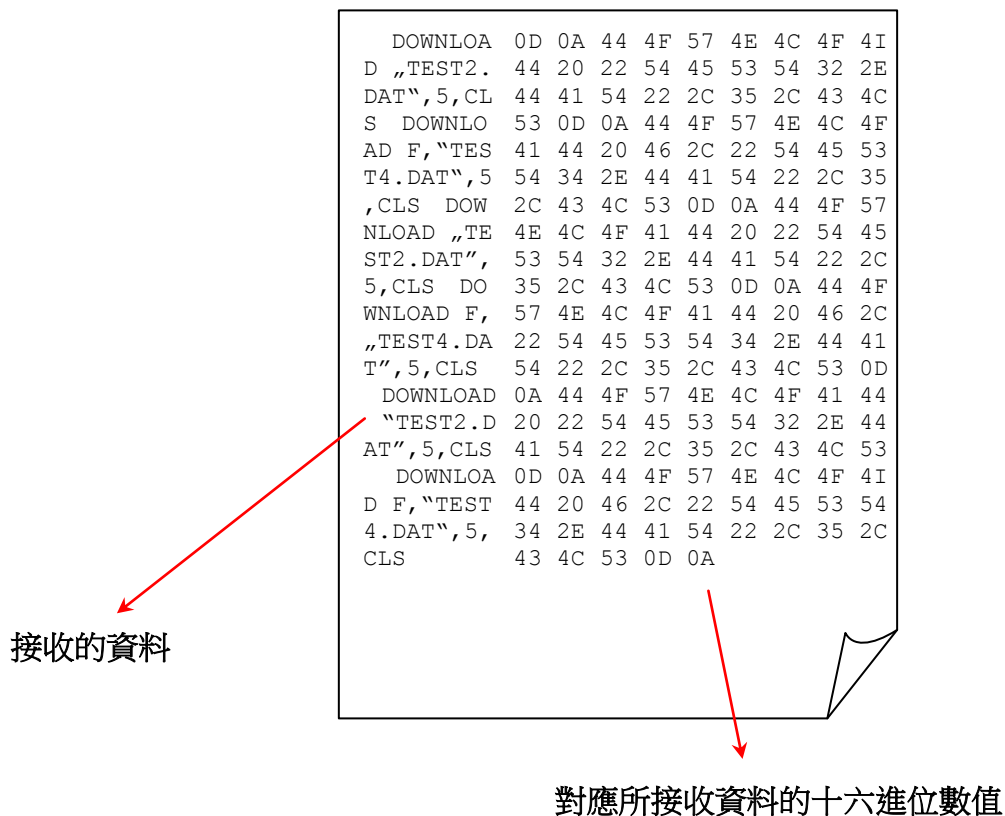 DOWNLOA 0D 0A 44 4F 57 4E 4C 4F 4I
D „TEST2. 44 20 22 54 45 53 54 32 2E
DAT‟,5,CL 44 41 54 22 2C 35 2C 43 4C
S DOWNLO 53 0D 0A 44 4F 57 4E 4C 4F
AD F,‟TES 41 44 20 46 2C 22 54 45 53
T4.DAT‟,5 54 34 2E 44 41 54 22 2C 35
,CLS DOW 2C 43 4C 53 0D 0A 44 4F 57
NLOAD „TE 4E 4C 4F 41 44 20 22 54 45
ST2.DAT”, 53 54 32 2E 44 41 54 22 2C
5,CLS DO 35 2C 43 4C 53 0D 0A 44 4F
WNLOAD F, 57 4E 4C 4F 41 44 20 46 2C
„TEST4.DA 22 54 45 53 54 34 2E 44 41
T”,5,CLS 54 22 2C 35 2C 43 4C 53 0D
DOWNLOAD 0A 44 4F 57 4E 4C 4F 41 44
‟TEST2.D 20 22 54 45 53 54 32 2E 44
AT”,5,CLS 41 54 22 2C 35 2C 43 4C 53
DOWNLOA 0D 0A 44 4F 57 4E 4C 4F 4I
D F,‟TEST 44 20 46 2C 22 54 45 53 54
4.DAT‟,5, 34 2E 44 41 54 22 2C 35 2C
CLS 43 4C 53 0D 0A
接收的資料
對應所接收資料的十六進位數值